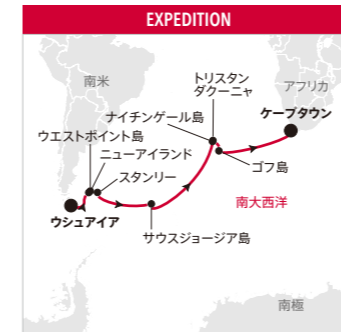 EXPEDITION
南米
トリスタン
ダクーニャ
アフリカ
ナイチンゲール島
ケープタウン
ウエストポイント島
ニューアイランド
スタンリー
ゴフ島
ウシュアイア
南大西洋
サウスジョージア島
南極